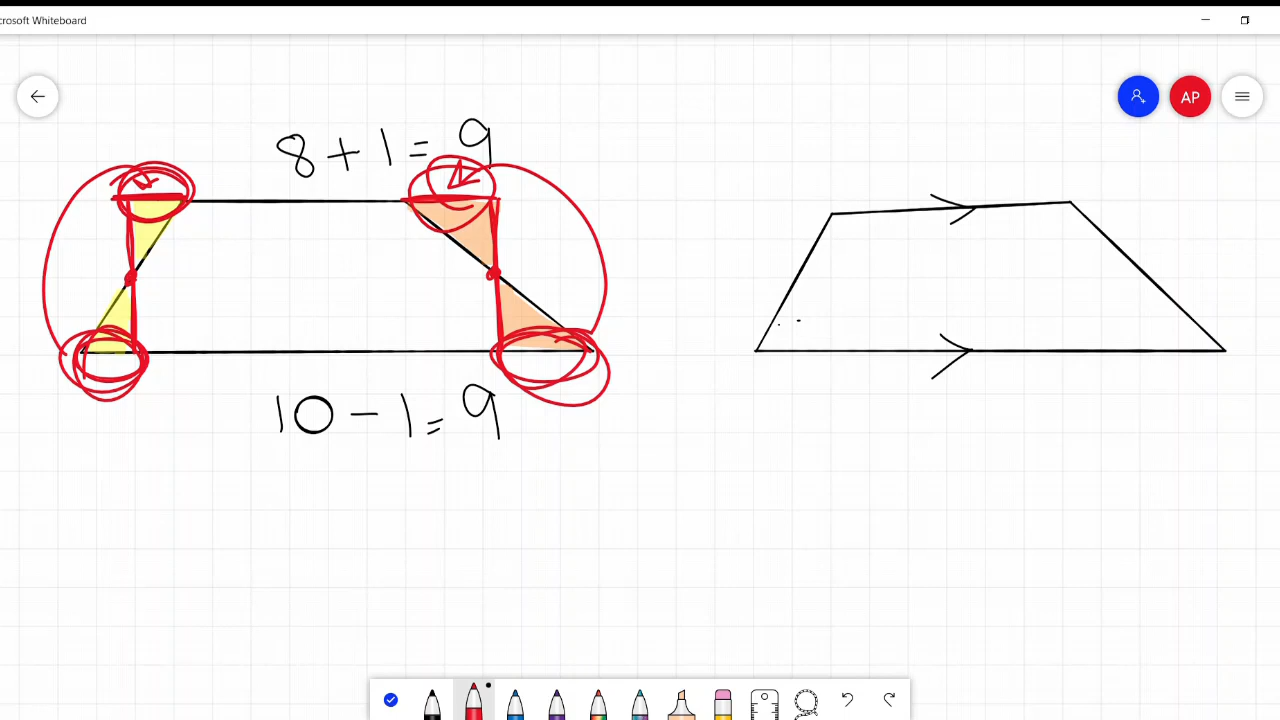 crosoft Whiteboard
AP
8 + 1 = 9
10 - 1 = 9